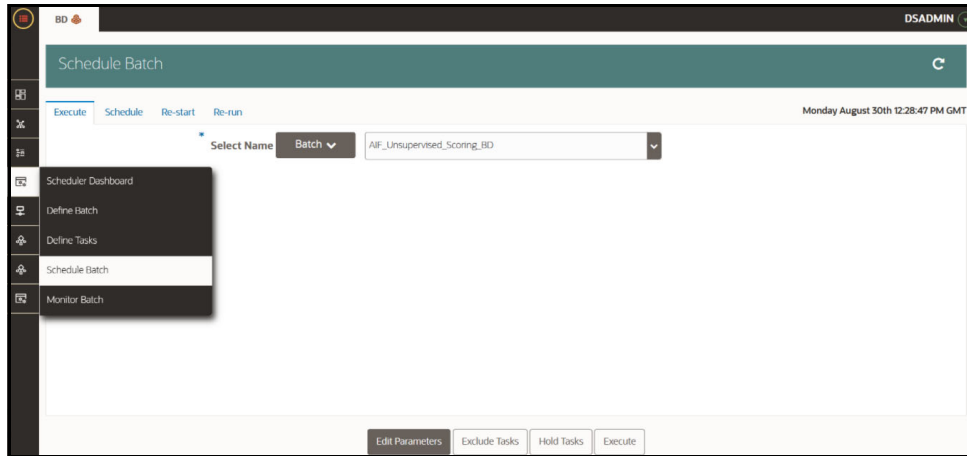 BD
DSADMIN
Schedule Batch
Execute Schedule Re-start Re-run
Monday August 30th 12:28:47 PM GMT
* Select Name Batch AIF_Unsupervised_Scoring_BD
Scheduler Dashboard
Define Batch
Define Tasks
Schedule Batch
Monitor Batch
Edit Parameters Exclude Tasks Hold Tasks Execute